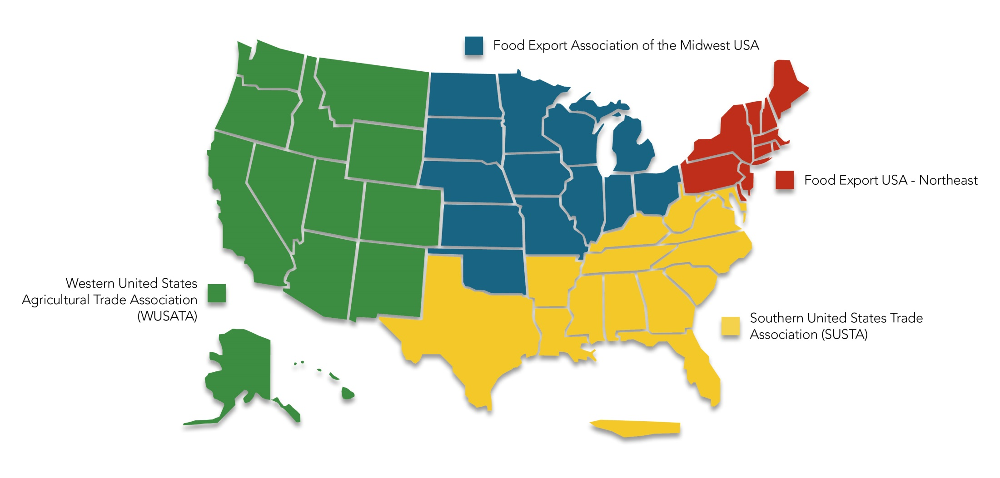 Food Export Association of the Midwest USA
Food Export USA - Northeast
Western United States
Agricultural Trade Association
(WUSATA)
Southern United States Trade
Association (SUSTA)